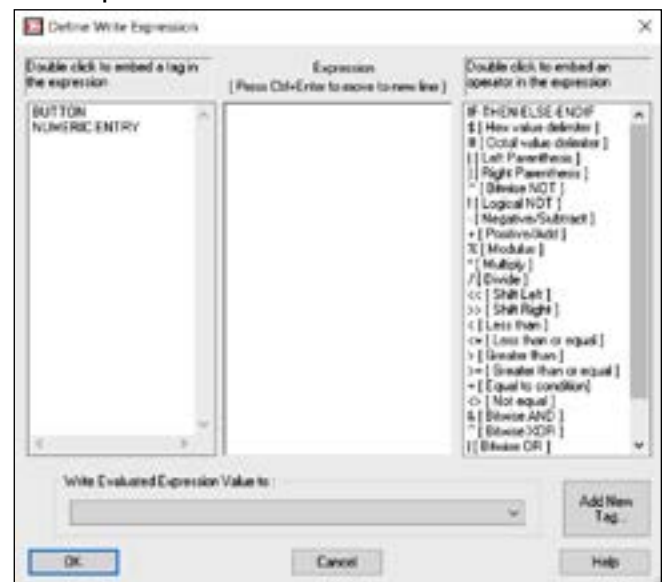 Define Write Expression
Double click to embed a tag in
the expression
Expression
[ Press Ctrl+Enter to move to new line ]
Double click to embed an
operator in the expression
BUTTON
NUMERIC ENTRY
IF-THEN-ELSE-ENDIF
$ [ Hex value delimiter ]
# [ Octal value delimiter ]
( [ Left Parenthesis ]
) [ Right Parenthesis ]
~ [ Bitwise NOT ]
! [ Logical NOT ]
- [ Negative/Subtract ]
+ [ Positive/Add ]
% [ Modulus ]
* [ Multiply ]
/ [ Divide ]
<< [ Shift Left ]
>> [ Shift Right ]
< [ Less than ]
<= [ Less than or equal ]
> [ Greater than ]
>= [ Greater than or equal ]
= [ Equal to condition]
<> [ Not equal ]
& [ Bitwise AND ]
^ [ Bitwise XOR ]
| [ Bitwise OR ]
Write Evaluated Expression Value to :
Add New
Tag...
OK
Cancel
Help